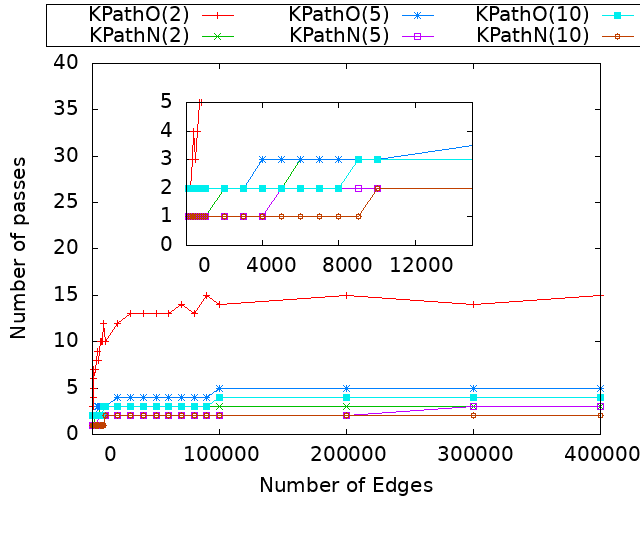 KPathO(2) KPathO(5) KPathO(10)
KPathN(2) KPathN(5) KPathN(10)
40
35
30
25
20
15
10
5
0
5
4
3
2
1
0
0 4000 8000 12000
0 100000 200000 300000 400000
Number of passes
Number of Edges